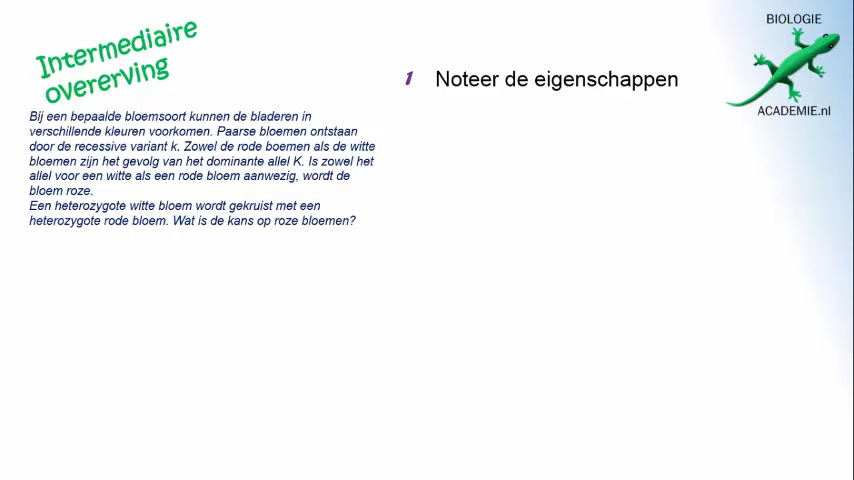 Intermediaire
overerving
Bij een bepaalde bloemsoort kunnen de bladeren in
verschillende kleuren voorkomen. Paarse bloemen ontstaan
door de recessive variant k. Zowel de rode boemen als de witte
bloemen zijn het gevolg van het dominante allel K. Is zowel het
allel voor een witte als een rode bloem aanwezig, wordt de
bloem roze.
Een heterozygote witte bloem wordt gekruist met een
heterozygote rode bloem. Wat is de kans op roze bloemen?
1 Noteer de eigenschappen
BIOLOGIE
ACADEMIE.nl